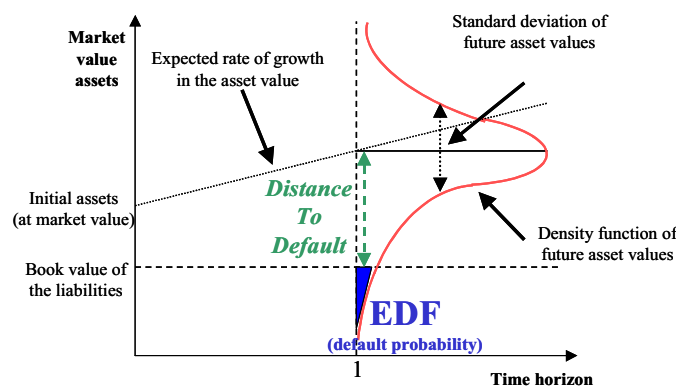 Market
value
assets
Expected rate of growth
in the asset value
Standard deviation of
future asset values
Initial assets
(at market value)
Distance
To
Default
Density function of
future asset values
Book value of
the liabilities
EDF
(default probability)
1
Time horizon